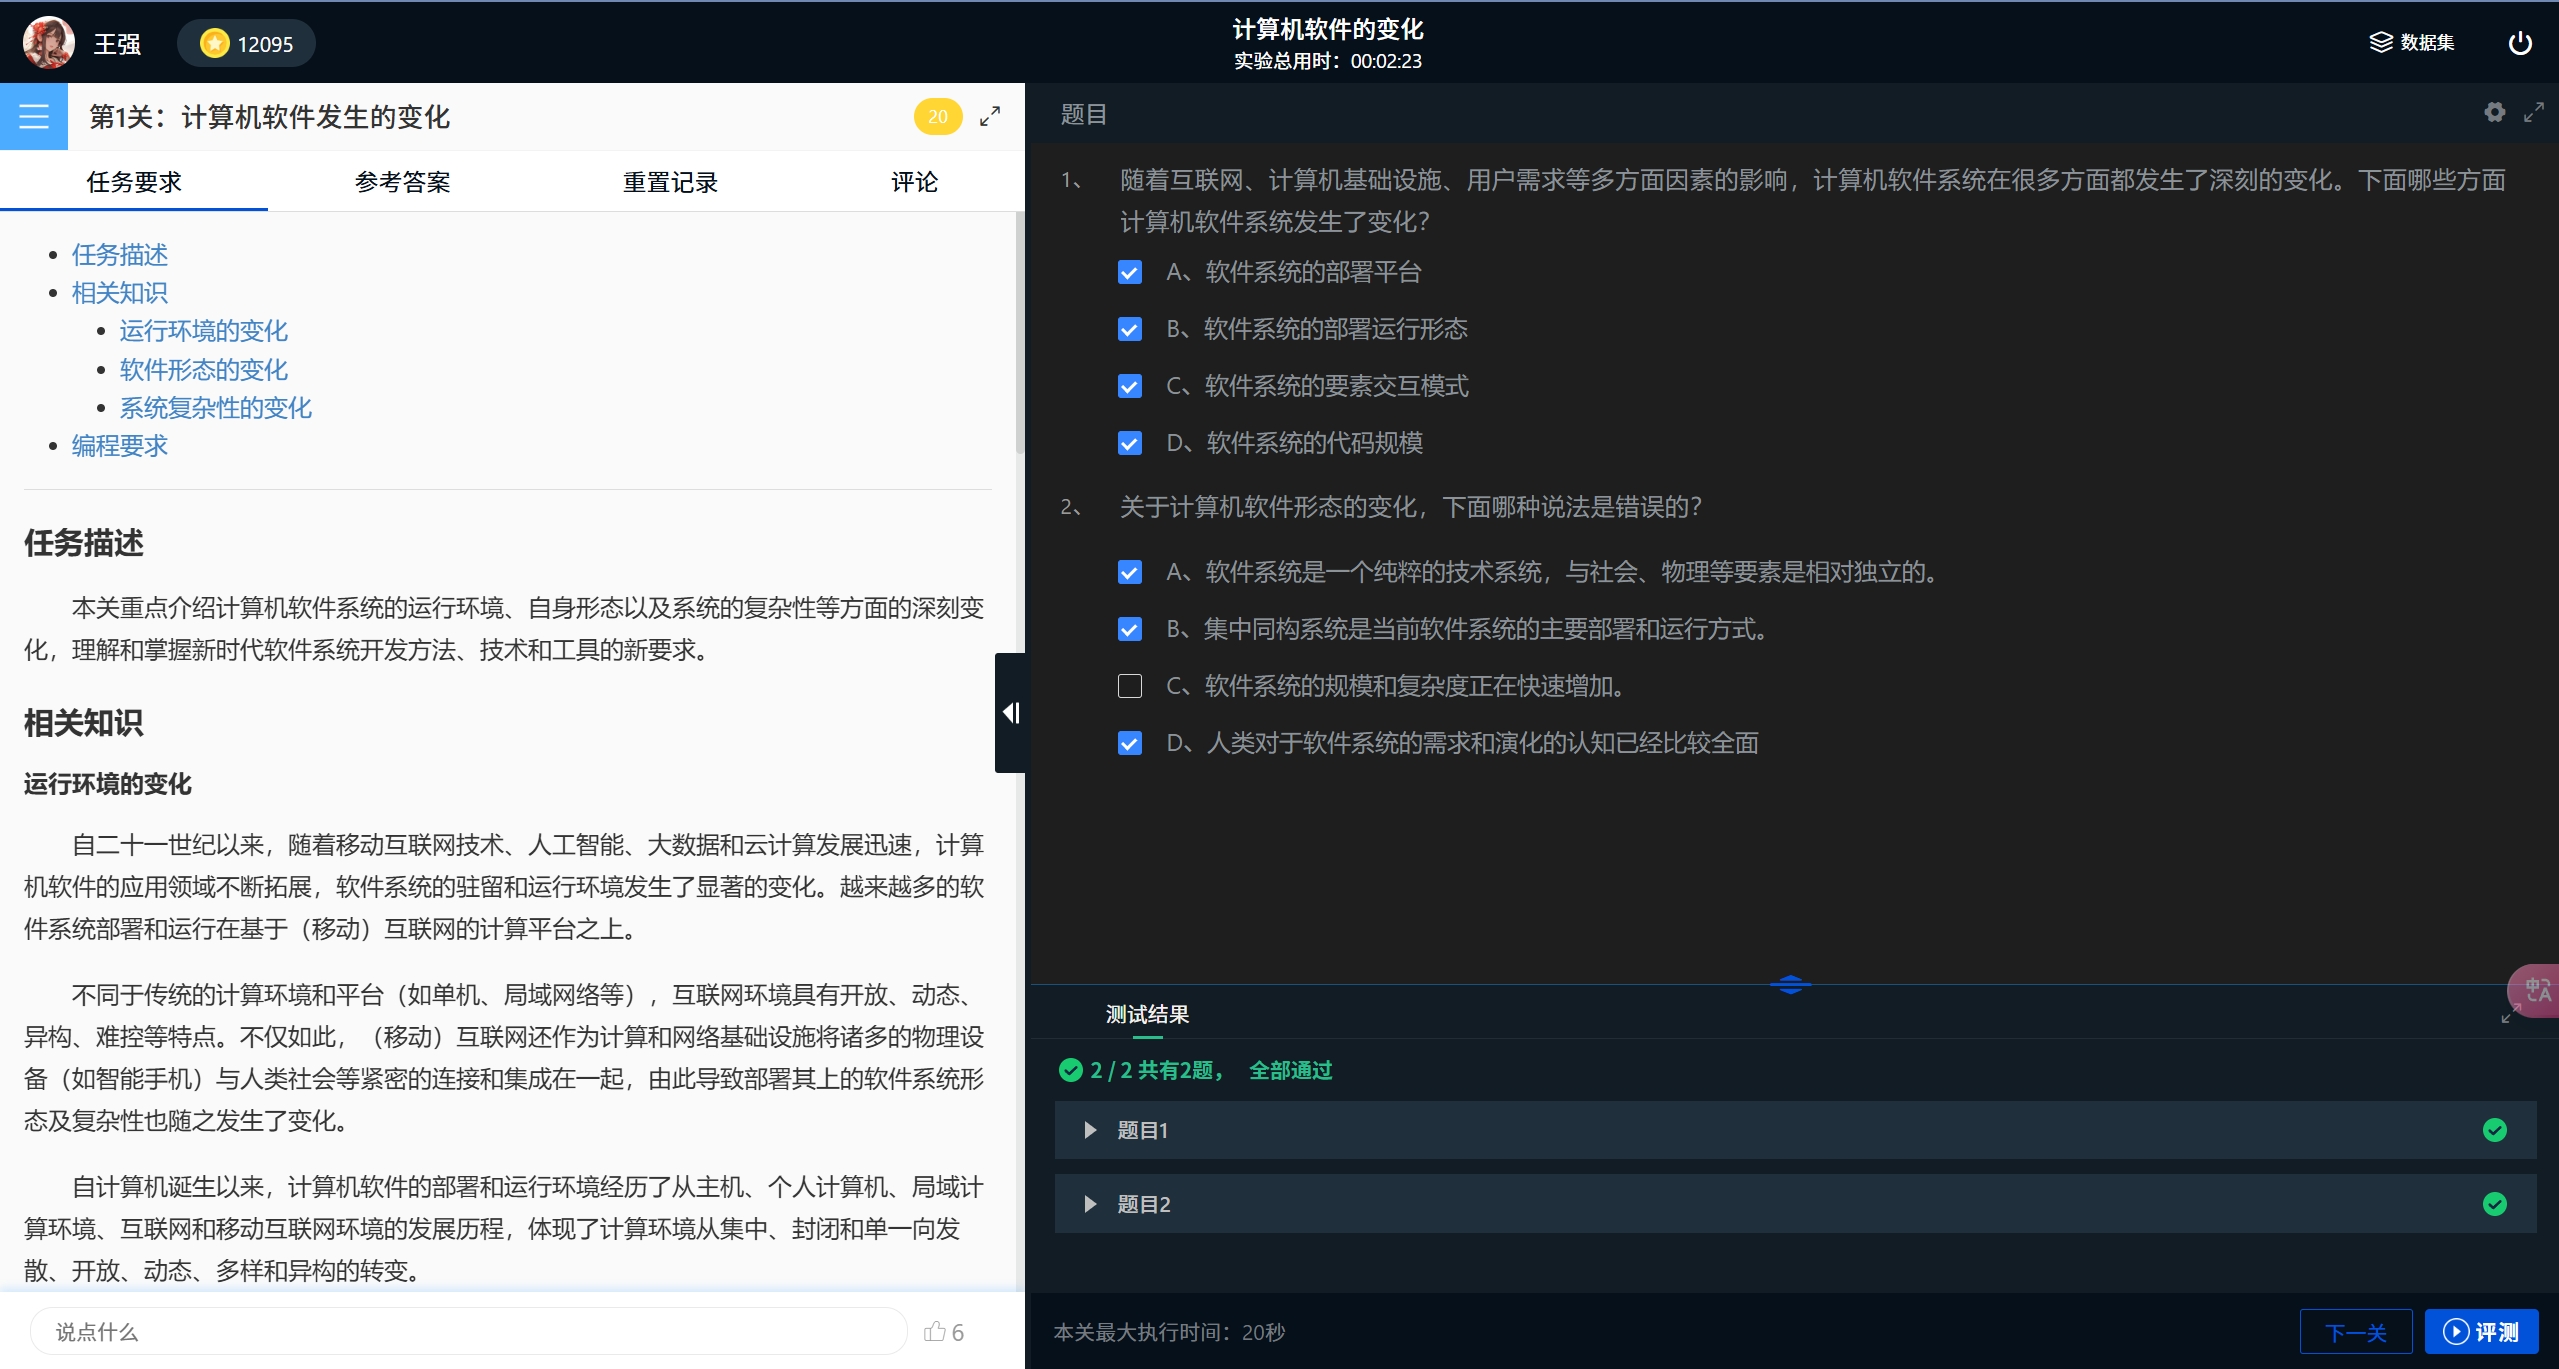 王强
12095
计算机软件的变化
实验总用时：00:02:23
数据集
第1关：计算机软件发生的变化
20
任务要求
参考答案
重置记录
评论
任务描述
相关知识
运行环境的变化
软件形态的变化
系统复杂性的变化
编程要求
任务描述
本关重点介绍计算机软件系统的运行环境、自身形态以及系统的复杂性等方面的深刻变
化，理解和掌握新时代软件系统开发方法、技术和工具的新要求。
相关知识
运行环境的变化
自二十一世纪以来，随着移动互联网技术、人工智能、大数据和云计算发展迅速，计算
机软件的应用领域不断拓展，软件系统的驻留和运行环境发生了显著的变化。越来越多的软
件系统部署和运行在基于（移动）互联网的计算平台之上。
不同于传统的计算环境和平台（如单机、局域网络等），互联网环境具有开放、动态、
异构、难控等特点。不仅如此，（移动）互联网还作为计算和网络基础设施将诸多的物理设
备（如智能手机）与人类社会等紧密的连接和集成在一起，由此导致部署其上的软件系统形
态及复杂性也随之发生了变化。
自计算机诞生以来，计算机软件的部署和运行环境经历了从主机、个人计算机、局域计
算环境、互联网和移动互联网环境的发展历程，体现了计算环境从集中、封闭和单一向发
散、开放、动态、多样和异构的转变。
说点什么
6
题目
1、 随着互联网、计算机基础设施、用户需求等多方面因素的影响，计算机软件系统在很多方面都发生了深刻的变化。下面哪些方面
计算机软件系统发生了变化？
A、软件系统的部署平台
B、软件系统的部署运行形态
C、软件系统的要素交互模式
D、软件系统的代码规模
2、 关于计算机软件形态的变化，下面哪种说法是错误的？
A、软件系统是一个纯粹的技术系统，与社会、物理等要素是相对独立的。
B、集中同构系统是当前软件系统的主要部署和运行方式。
C、软件系统的规模和复杂度正在快速增加。
D、人类对于软件系统的需求和演化的认知已经比较全面
中A
测试结果
2 / 2 共有2题， 全部通过
题目1
题目2
本关最大执行时间：20秒
下一关
评测